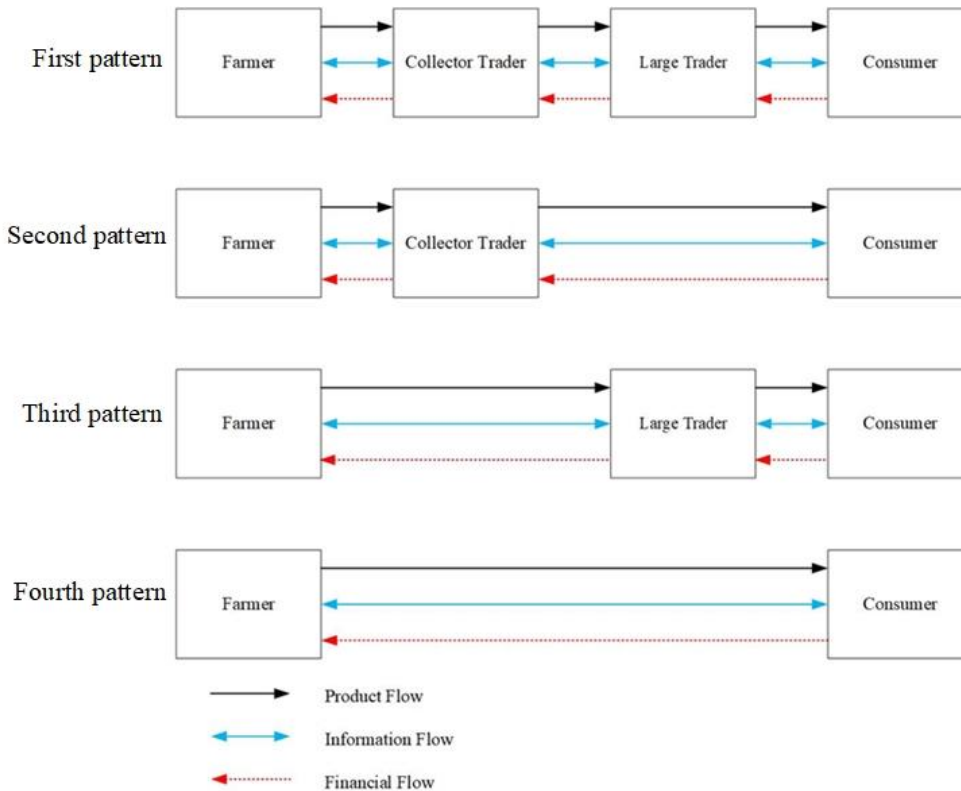 First pattern
Farmer
Collector Trader
Large Trader
Consumer
Second pattern
Farmer
Collector Trader
Consumer
Third pattern
Farmer
Large Trader
Consumer
Fourth pattern
Farmer
Consumer
Product Flow
Information Flow
Financial Flow